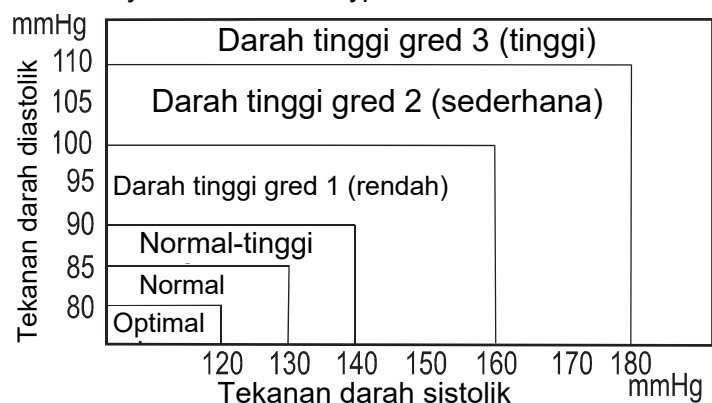 mmHg
Darah tinggi gred 3 (tinggi)
110
Darah tinggi gred 2 (sederhana)
105
100
Darah tinggi gred 1 (rendah)
95
90
Normal-tinggi
85
Normal
80
Optimal
Tekanan darah diastolik
120 130 140 150 160 170 180
Tekanan darah sistolik
mmHg